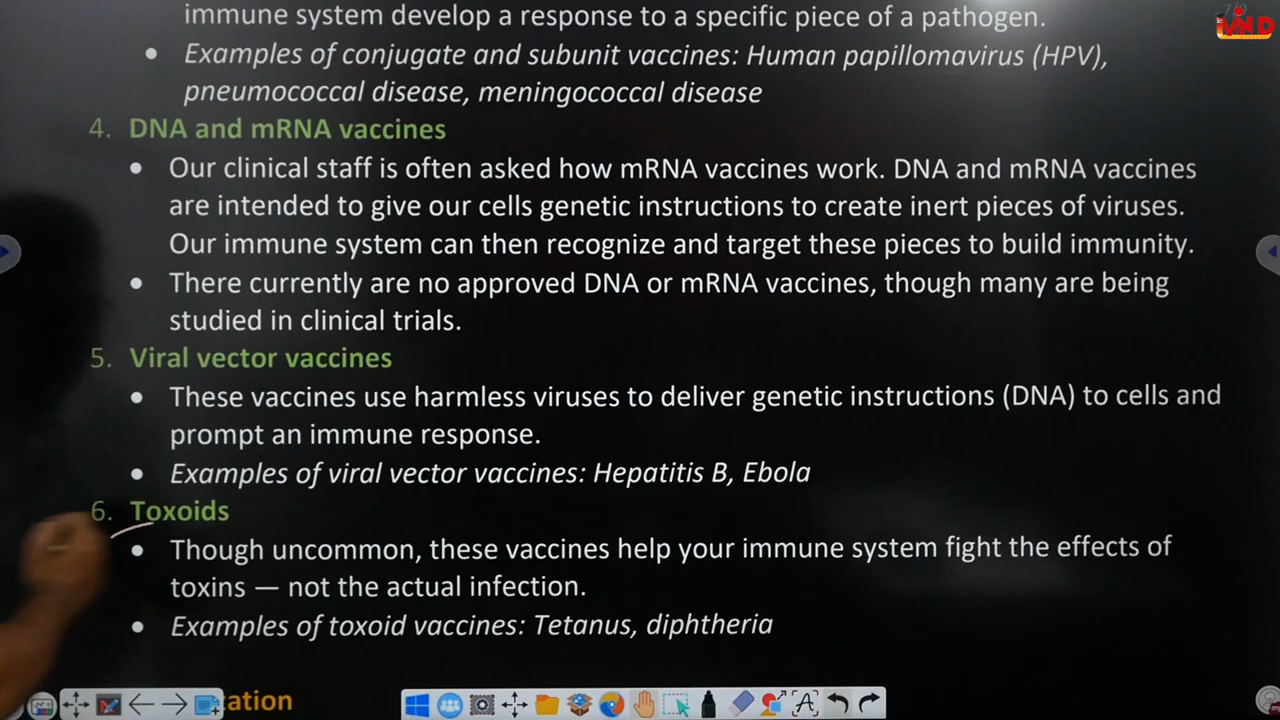 immune system develop a response to a specific piece of a pathogen.
• Examples of conjugate and subunit vaccines: Human papillomavirus (HPV),
pneumococcal disease, meningococcal disease
4. DNA and mRNA vaccines
• Our clinical staff is often asked how mRNA vaccines work. DNA and mRNA vaccines
are intended to give our cells genetic instructions to create inert pieces of viruses.
Our immune system can then recognize and target these pieces to build immunity.
• There currently are no approved DNA or mRNA vaccines, though many are being
studied in clinical trials.
5. Viral vector vaccines
• These vaccines use harmless viruses to deliver genetic instructions (DNA) to cells and
prompt an immune response.
• Examples of viral vector vaccines: Hepatitis B, Ebola
6. Toxoids
• Though uncommon, these vaccines help your immune system fight the effects of
toxins — not the actual infection.
• Examples of toxoid vaccines: Tetanus, diphtheria